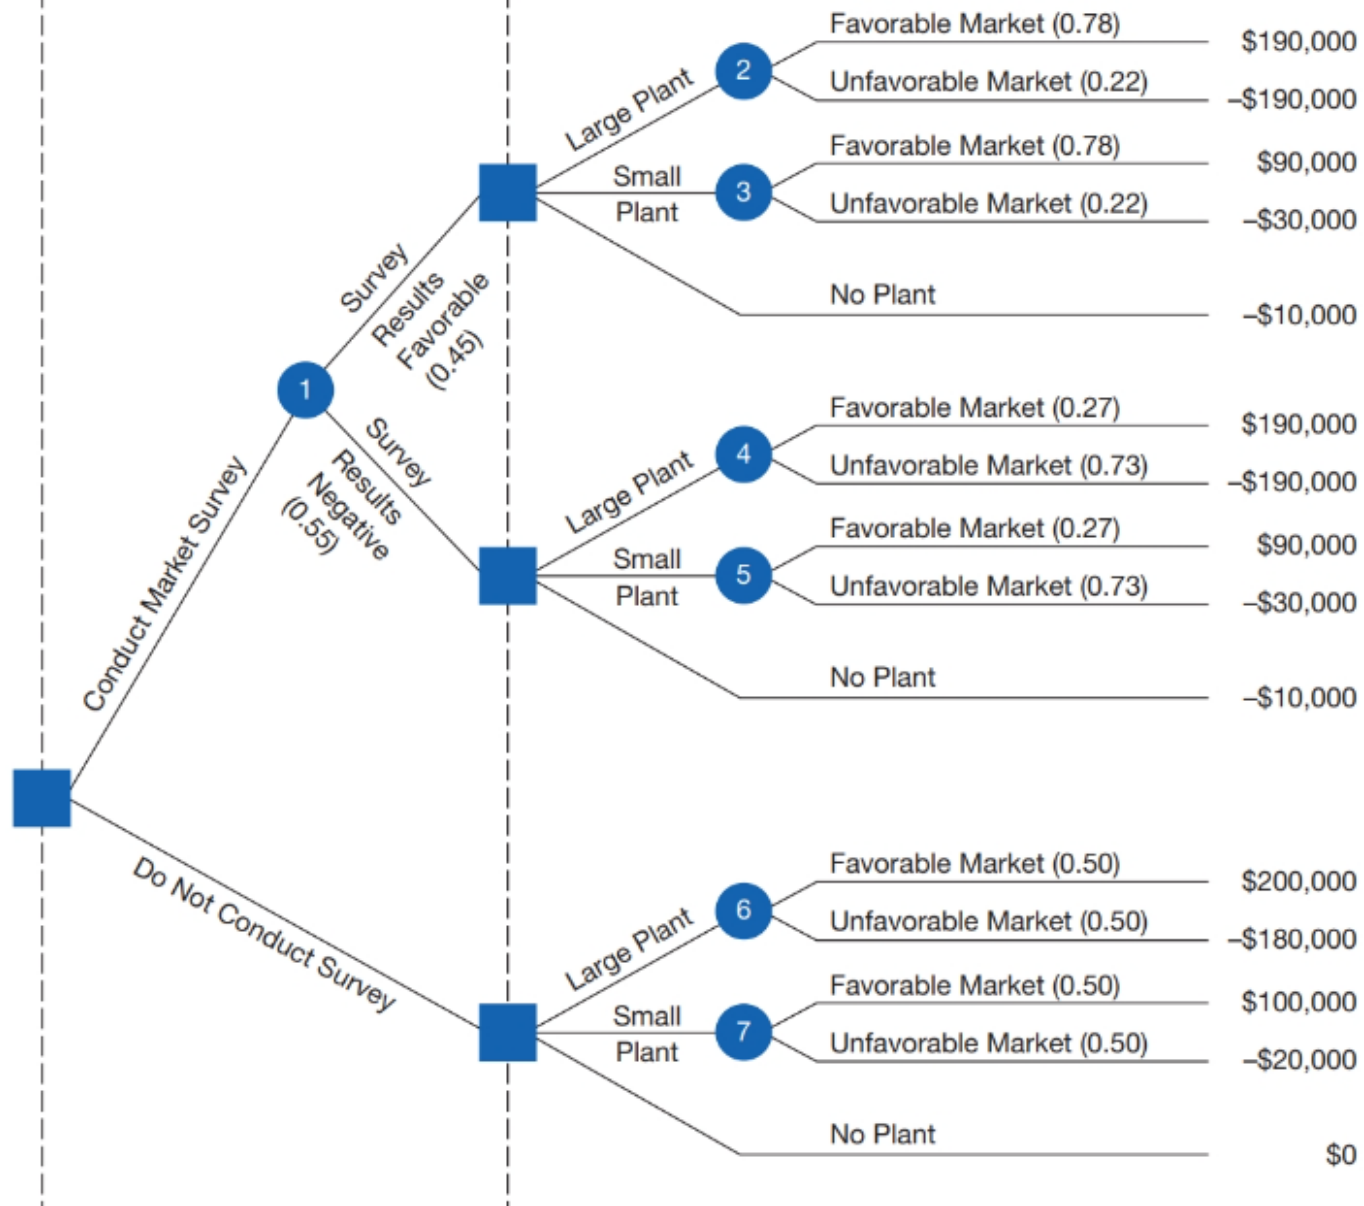 Favorable Market (0.78)
$190,000
2
Large Plant
Unfavorable Market (0.22)
–$190,000
Favorable Market (0.78)
$90,000
Small
Plant
3
Unfavorable Market (0.22)
–$30,000
No Plant
–$10,000
Survey
Results
Favorable
(0.45)
1
Survey
Results
Negative
(0.55)
Favorable Market (0.27)
$190,000
4
Large Plant
Unfavorable Market (0.73)
–$190,000
Favorable Market (0.27)
$90,000
Small
Plant
5
Unfavorable Market (0.73)
–$30,000
No Plant
–$10,000
Conduct Market Survey
Do Not Conduct Survey
Favorable Market (0.50)
$200,000
6
Large Plant
Unfavorable Market (0.50)
–$180,000
Favorable Market (0.50)
$100,000
Small
Plant
7
Unfavorable Market (0.50)
–$20,000
No Plant
$0